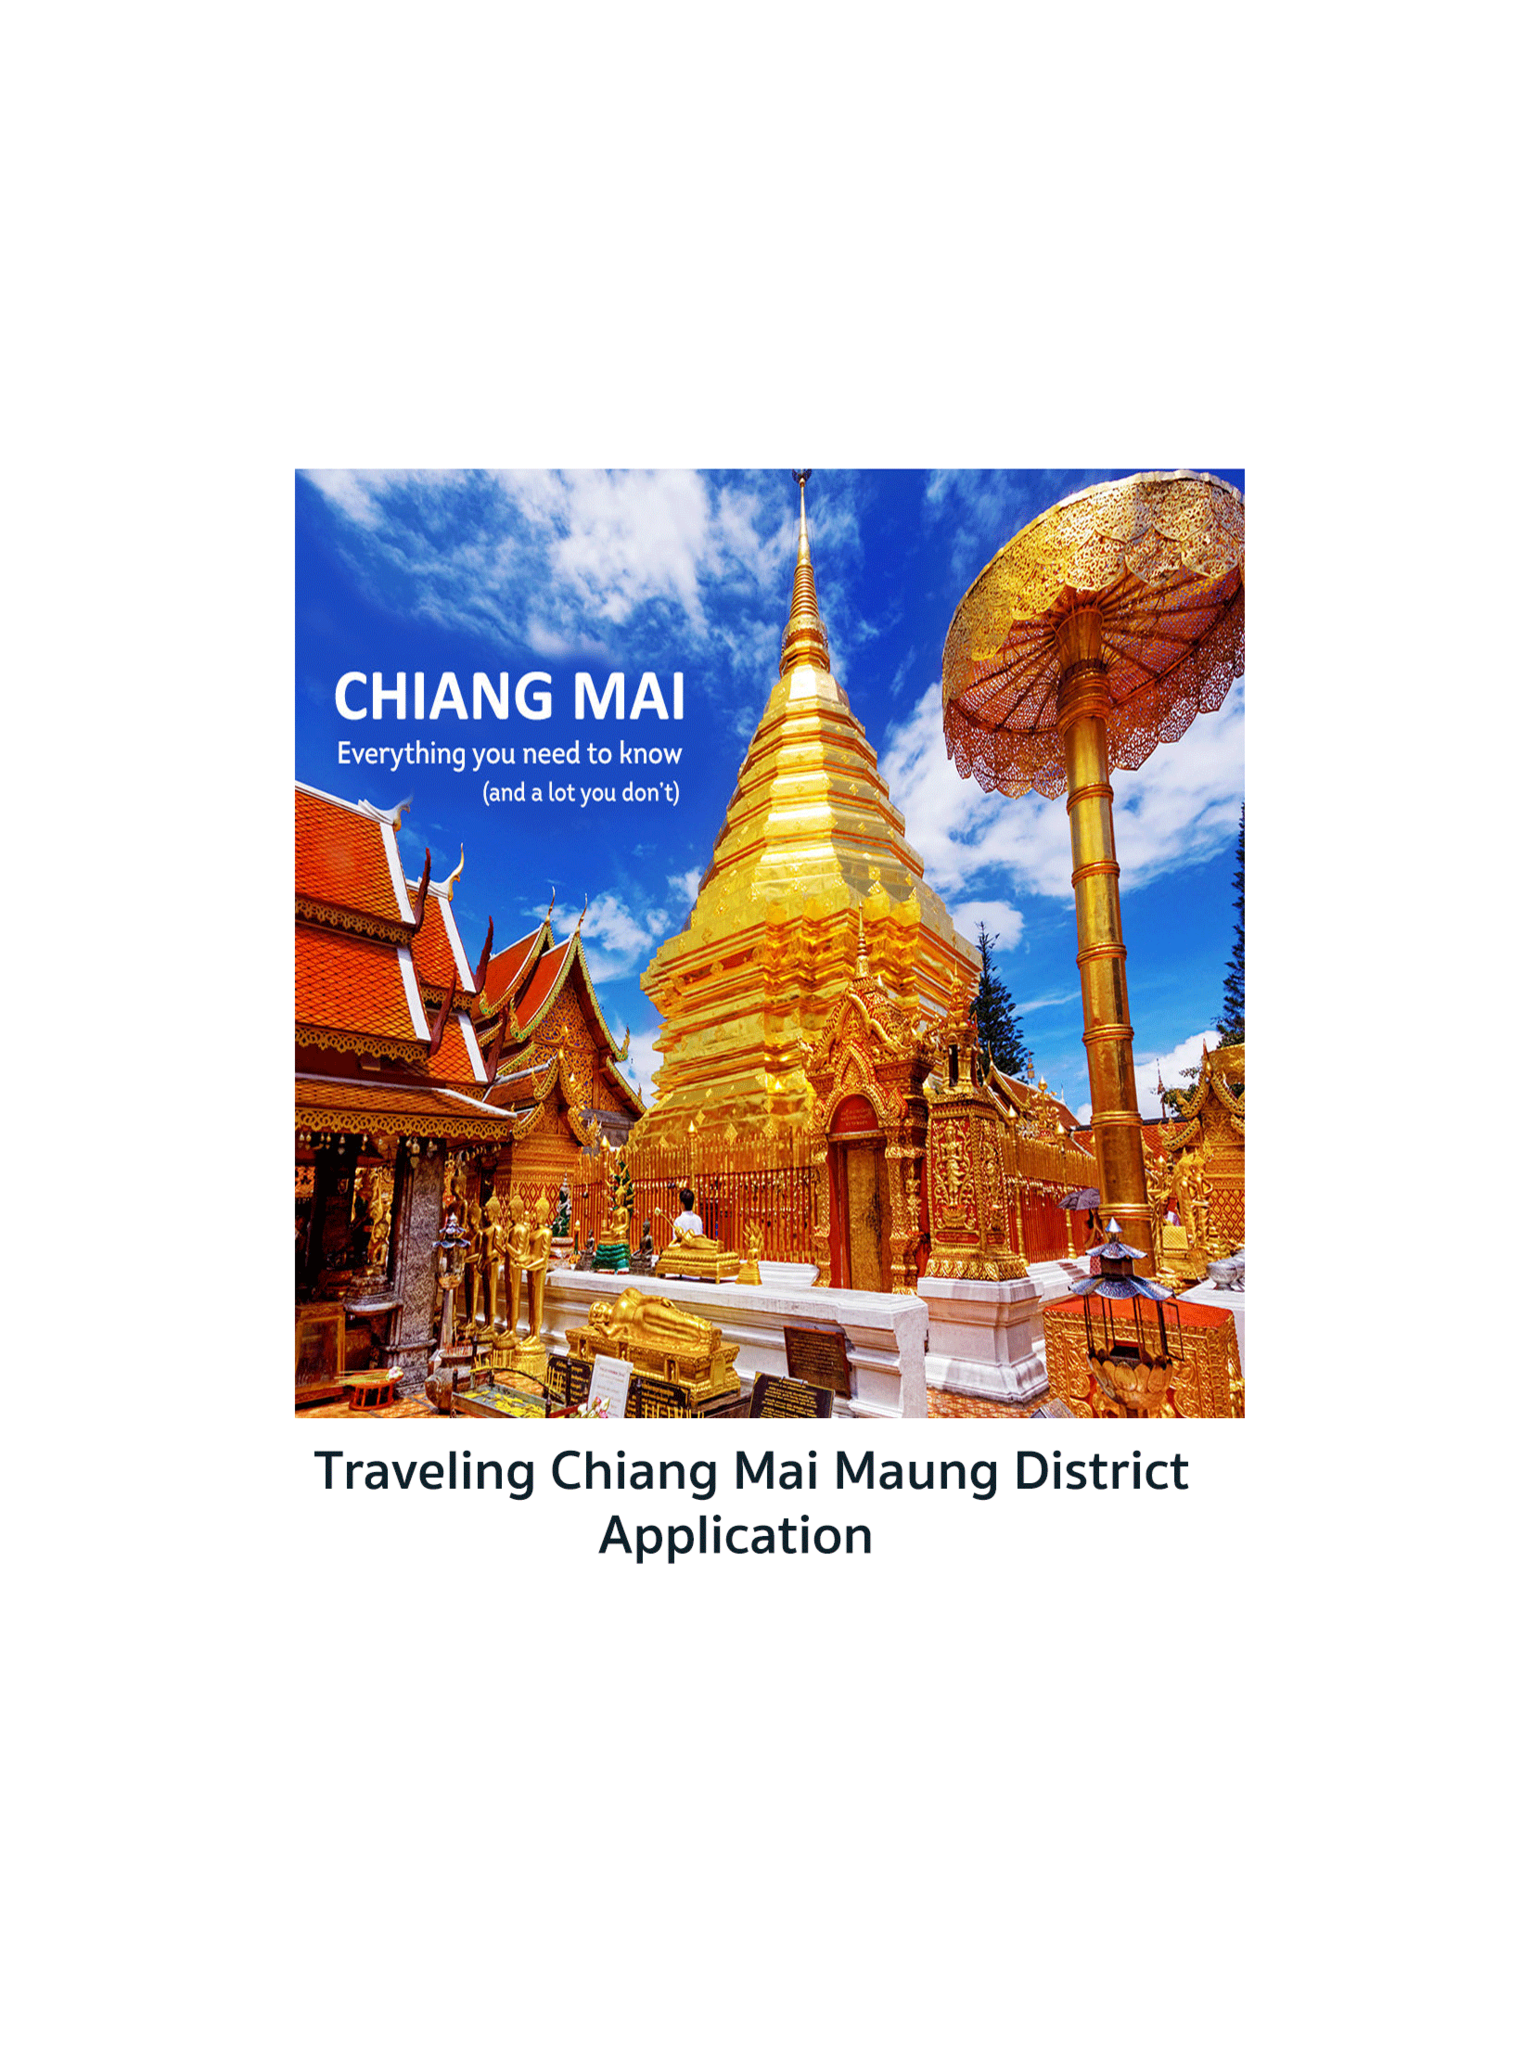 CHIANG MAI
Everything you need to know
(and a lot you don't)
Traveling Chiang Mai Maung District
Application